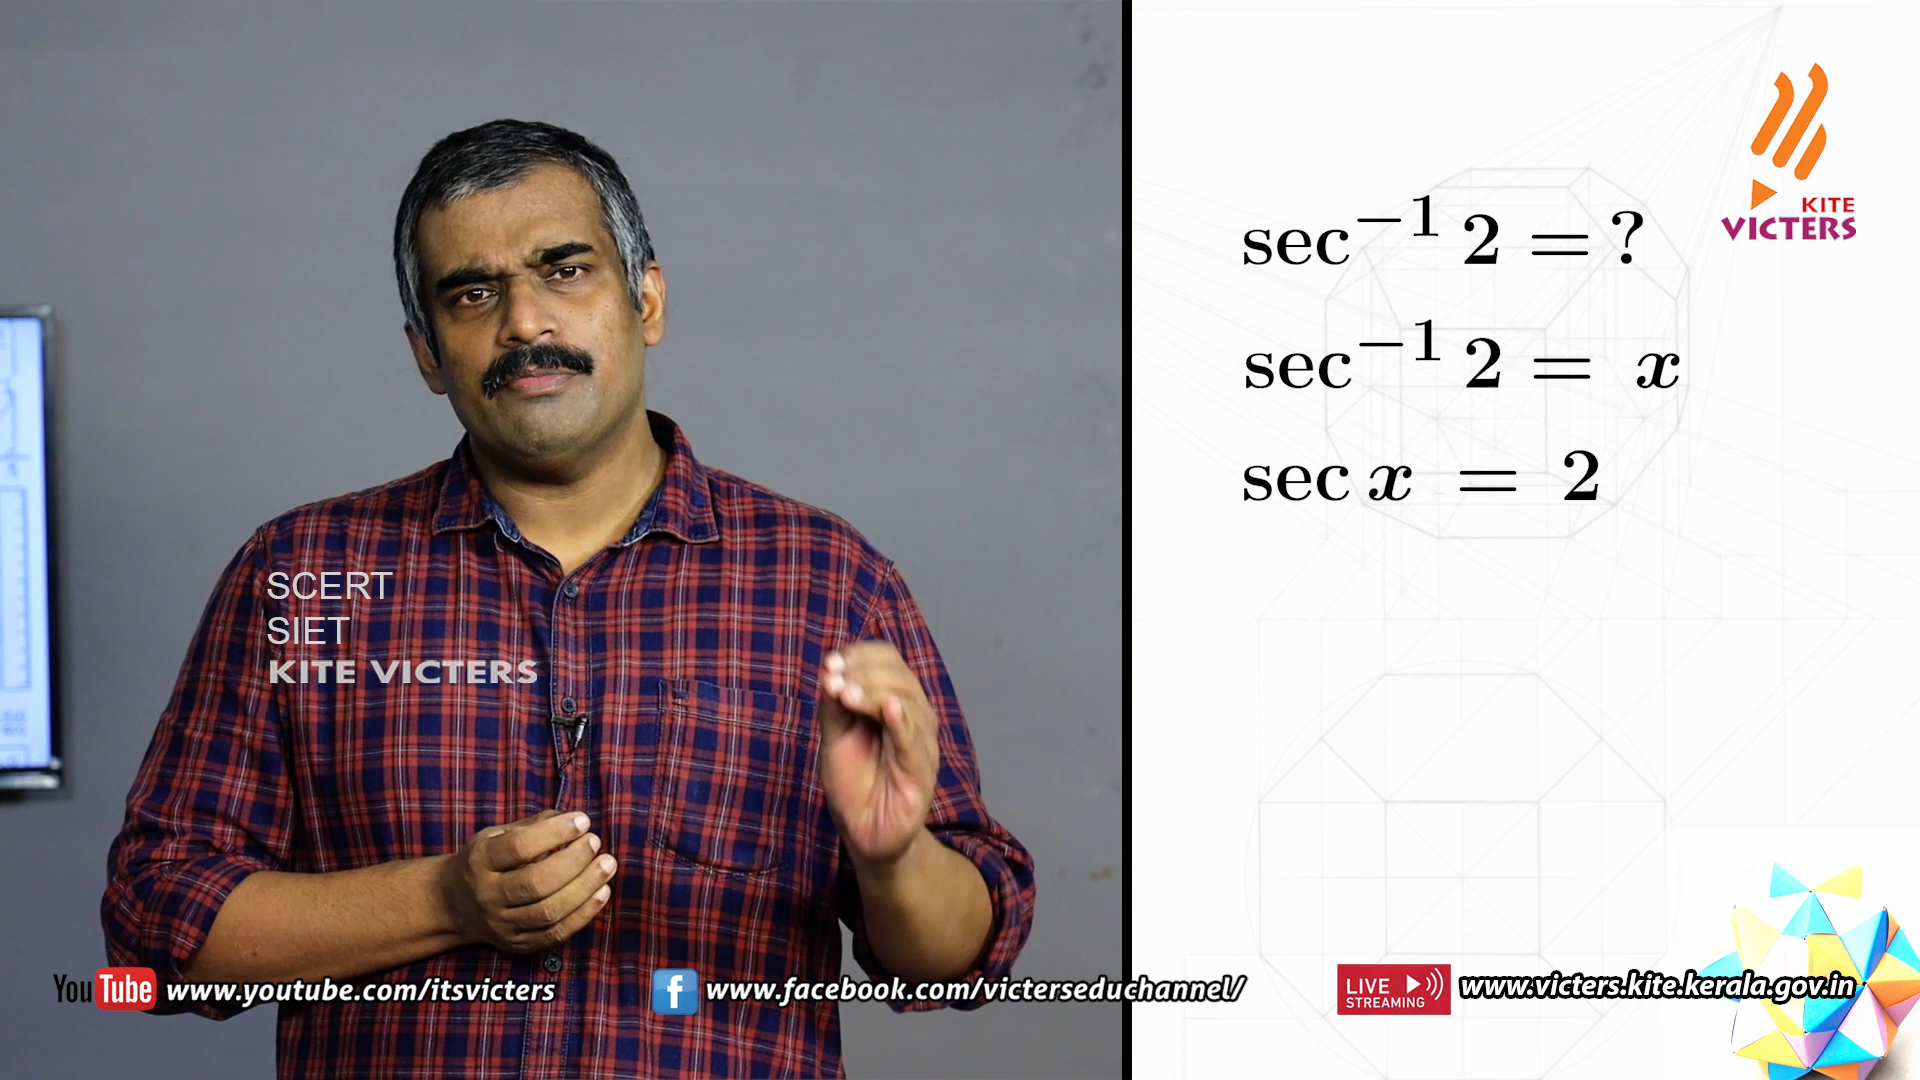 sec⁻¹ 2 = ?
sec⁻¹ 2 = x
sec x = 2
KITE
VICTERS
SCERT
SIET
KITE VICTERS
YouTube www.youtube.com/itsvicters
f www.facebook.com/victerseduchannel/
LIVE STREAMING www.victers.kite.kerala.gov.in